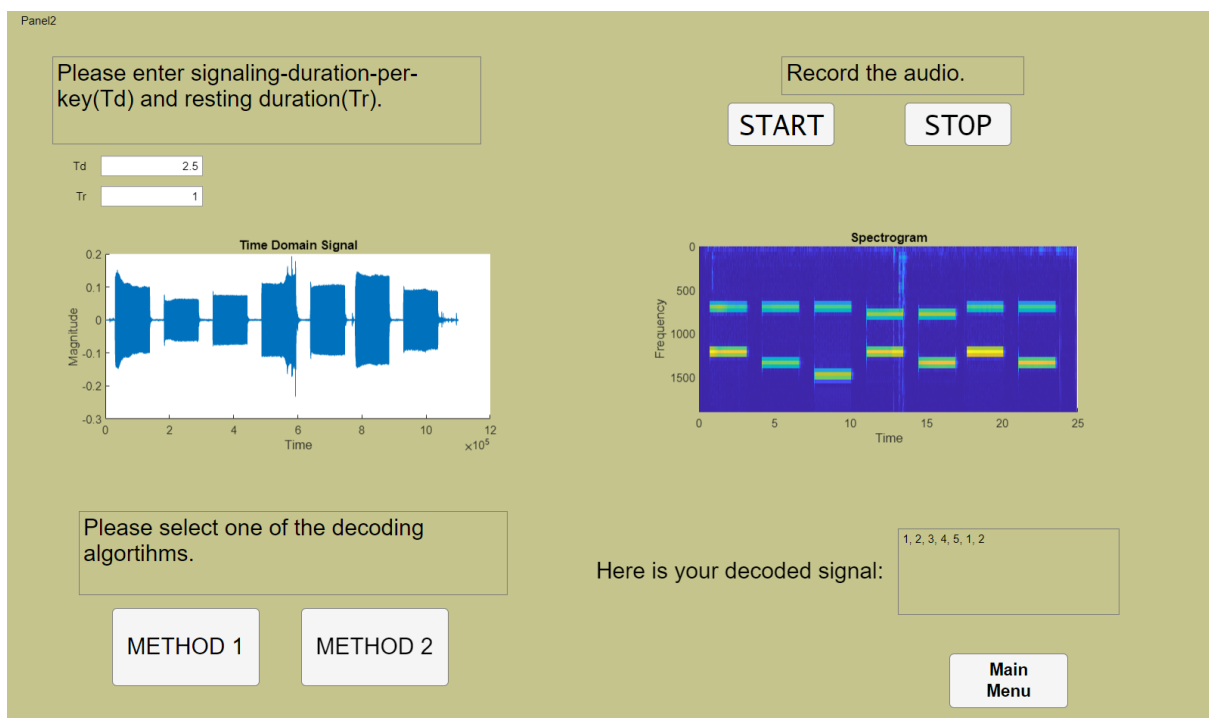 Panel2
Please enter signaling-duration-per-
key(Td) and resting duration(Tr).
Record the audio.
START
STOP
Td
2.5
Tr
1
Time Domain Signal
0.2
0.1
0
-0.1
-0.2
-0.3
Magnitude
0
2
4
6
8
10
12
Time
×10⁵
Spectrogram
0
500
1000
1500
Frequency
0
5
10
15
20
25
Time
Please select one of the decoding
algortihms.
METHOD 1
METHOD 2
Here is your decoded signal:
1, 2, 3, 4, 5, 1, 2
Main
Menu